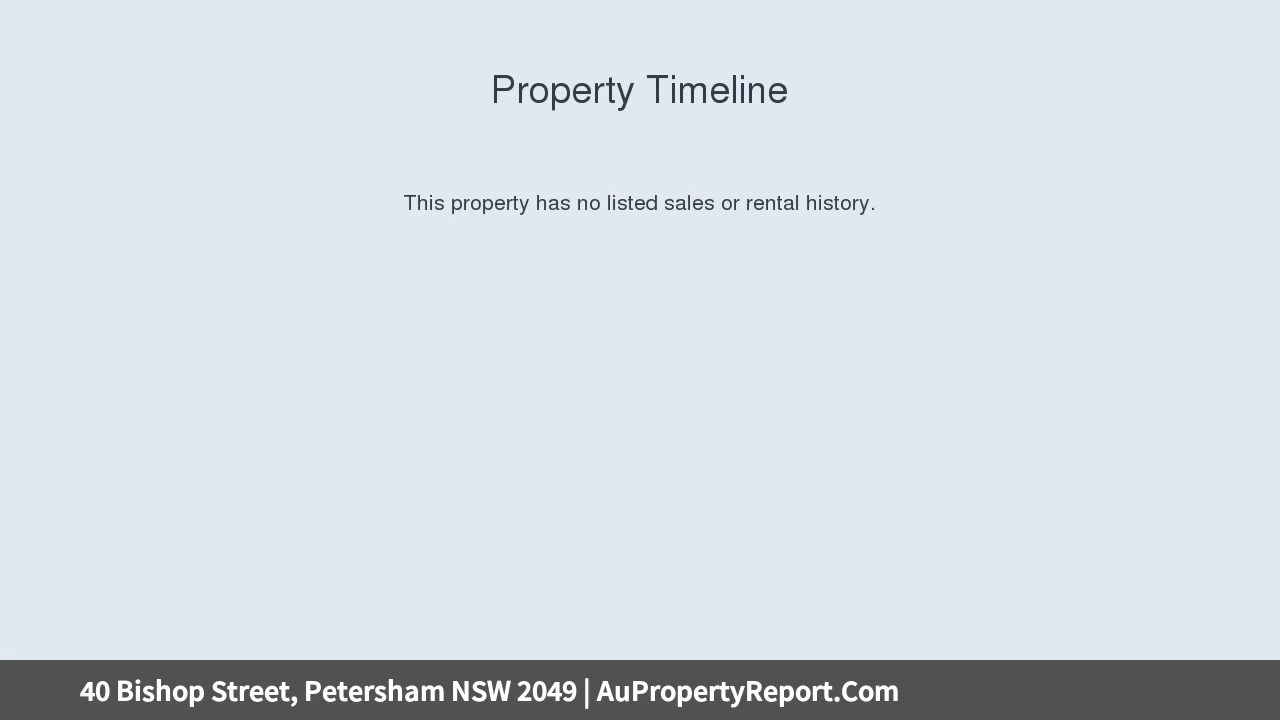 Property Timeline
This property has no listed sales or rental history.
40 Bishop Street, Petersham NSW 2049 | AuPropertyReport.Com